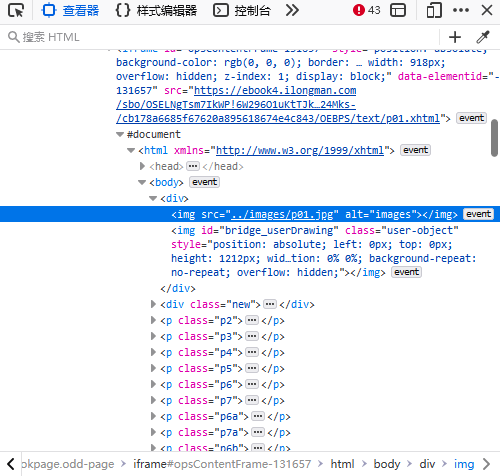 查看器 样式编辑器 控制台 43
搜索 HTML
<iframe id="opsContentFrame-131657" style="position: absolute;
background-color: rgb(0, 0, 0); border: … width: 918px;
overflow: hidden; z-index: 1; display: block;" data-elementid="-
131657" src="https://ebook4.ilongman.com
/sbo/OSELNgTsm7IkWP!6W296O1uKtTJk…24Mks-
/cb178a6685f67620a895618674e4c843/OEBPS/text/p01.xhtml"> event
#document
<html xmlns="http://www.w3.org/1999/xhtml"> event
<head> ••• </head>
<body> event
<div>
<img src="../images/p01.jpg" alt="images"></img> event
<img id="bridge_userDrawing" class="user-object"
style="position: absolute; left: 0px; top: 0px;
height: 1212px; wid…tion: 0% 0%; background-repeat:
no-repeat; overflow: hidden;"></img> event
</div>
<div class="new"> ••• </div>
<p class="p2"> ••• </p>
<p class="p3"> ••• </p>
<p class="p4"> ••• </p>
<p class="p5"> ••• </p>
<p class="p6"> ••• </p>
<p class="p7"> ••• </p>
<p class="p6a"> ••• </p>
<p class="p7a"> ••• </p>
<p class="p6b"> ••• </p>
okpage.odd-page iframe#opsContentFrame-131657 html body div img